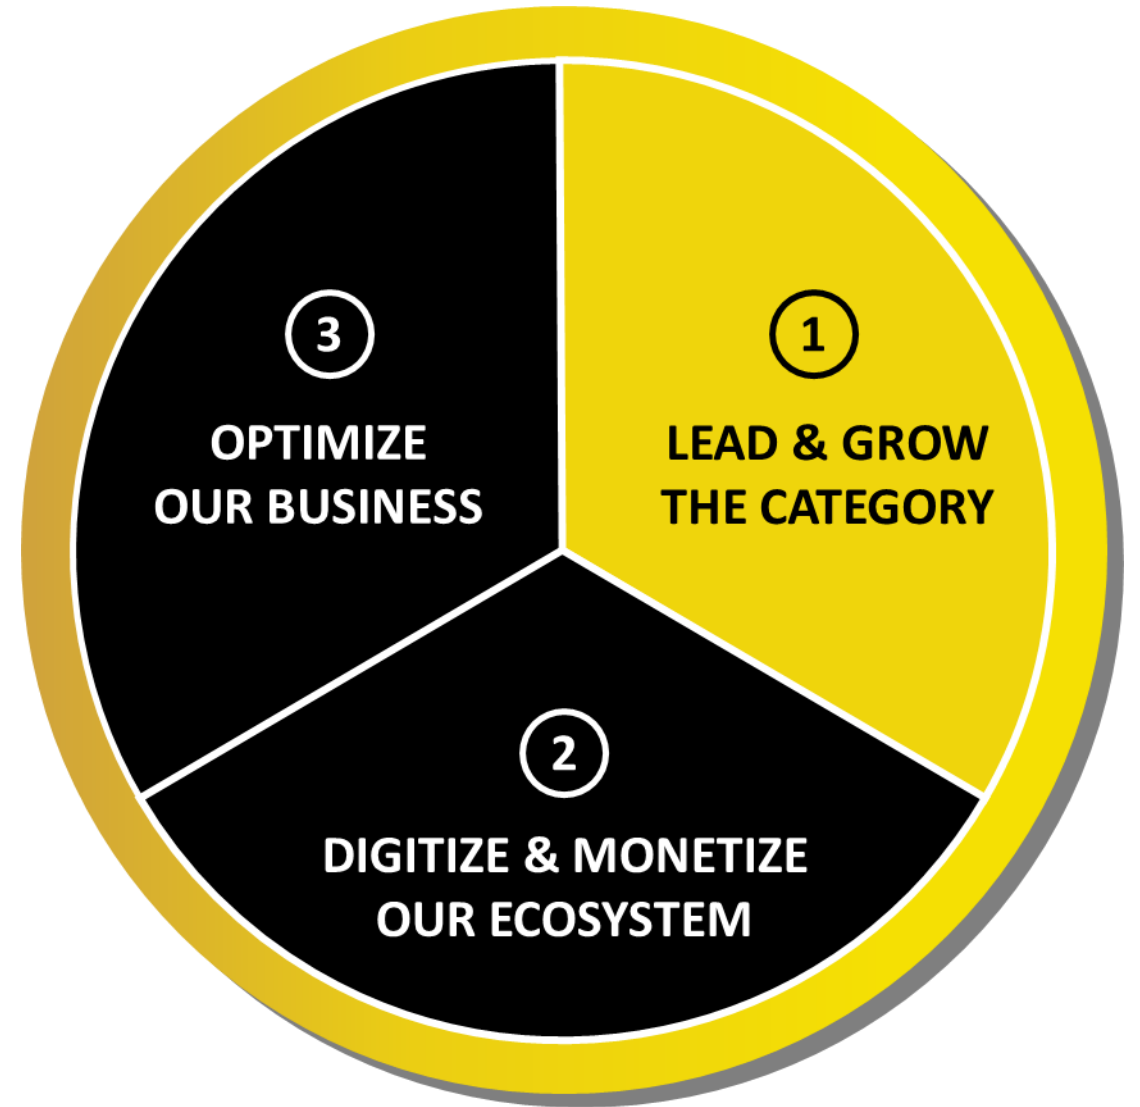 1
LEAD & GROW
THE CATEGORY
2
DIGITIZE & MONETIZE
OUR ECOSYSTEM
3
OPTIMIZE
OUR BUSINESS